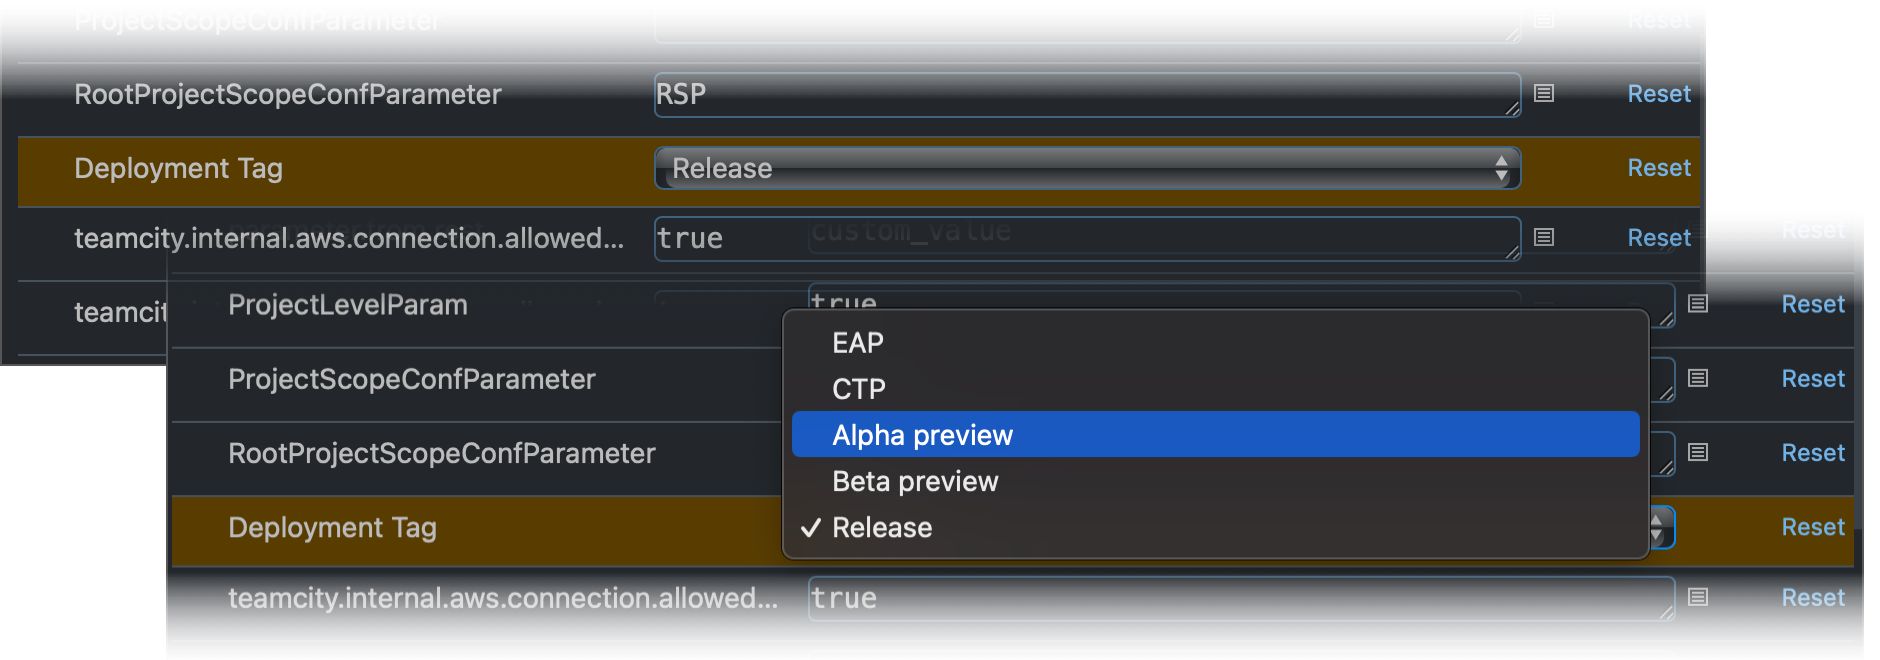 ProjectScopeConfParameter Reset
RootProjectScopeConfParameter RSP Reset
Deployment Tag Release Reset
teamcity.internal.aws.connection.allowed... true Reset
custom_value Reset
teamcit
ProjectLevelParam true Reset
EAP
ProjectScopeConfParameter CTP Reset
Alpha preview
RootProjectScopeConfParameter Reset
Beta preview
Deployment Tag Release Reset
teamcity.internal.aws.connection.allowed... true Reset